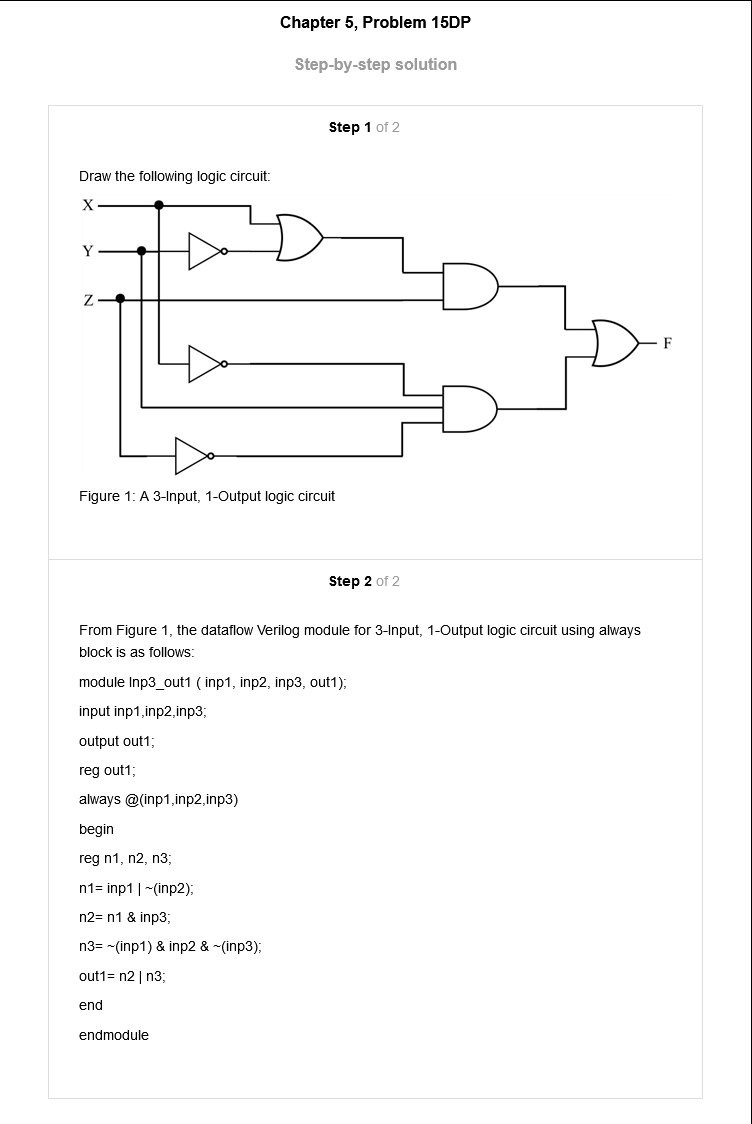 Chapter 5, Problem 15DP
Step-by-step solution
Step 1 of 2
Draw the following logic circuit:
X
Y
Z
F
Figure 1: A 3-Input, 1-Output logic circuit
Step 2 of 2
From Figure 1, the dataflow Verilog module for 3-Input, 1-Output logic circuit using always
block is as follows:
module Inp3_out1 ( inp1, inp2, inp3, out1);
input inp1,inp2,inp3;
output out1;
reg out1;
always @(inp1,inp2,inp3)
begin
reg n1, n2, n3;
n1= inp1 | ~(inp2);
n2= n1 & inp3;
n3= ~(inp1) & inp2 & ~(inp3);
out1= n2 | n3;
end
endmodule